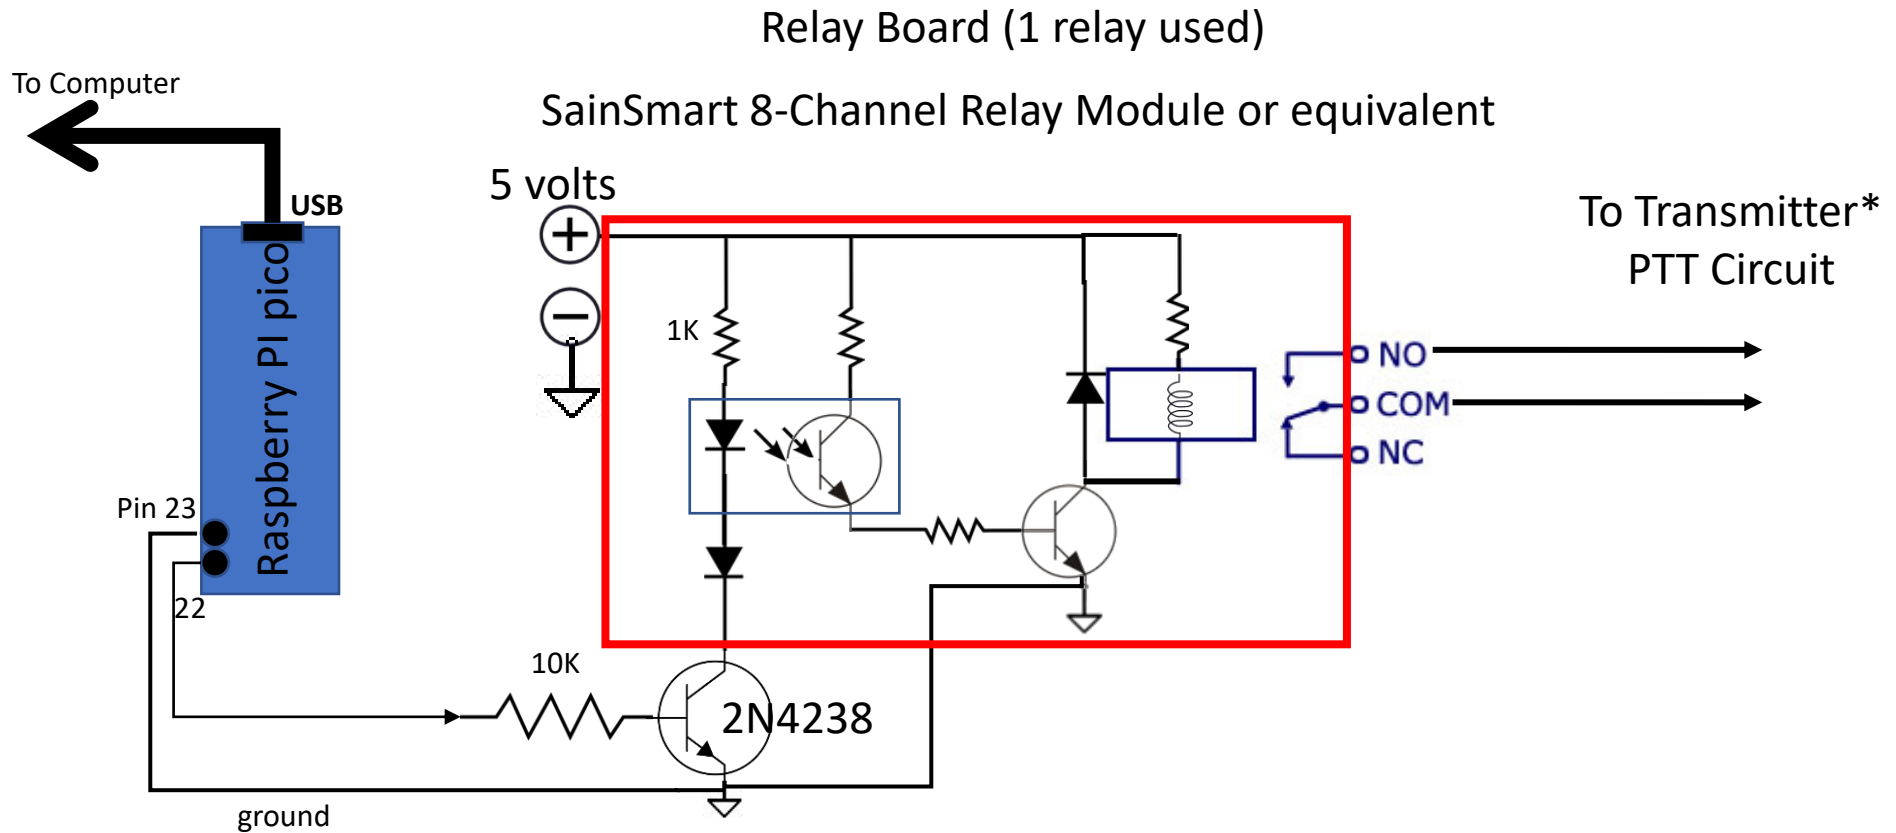 Relay Board (1 relay used)
To Computer
SainSmart 8-Channel Relay Module or equivalent
5 volts
USB
To Transmitter*
PTT Circuit
Raspberry PI pico
1K
NO
COM
NC
Pin 23
22
10K
2N4238
ground